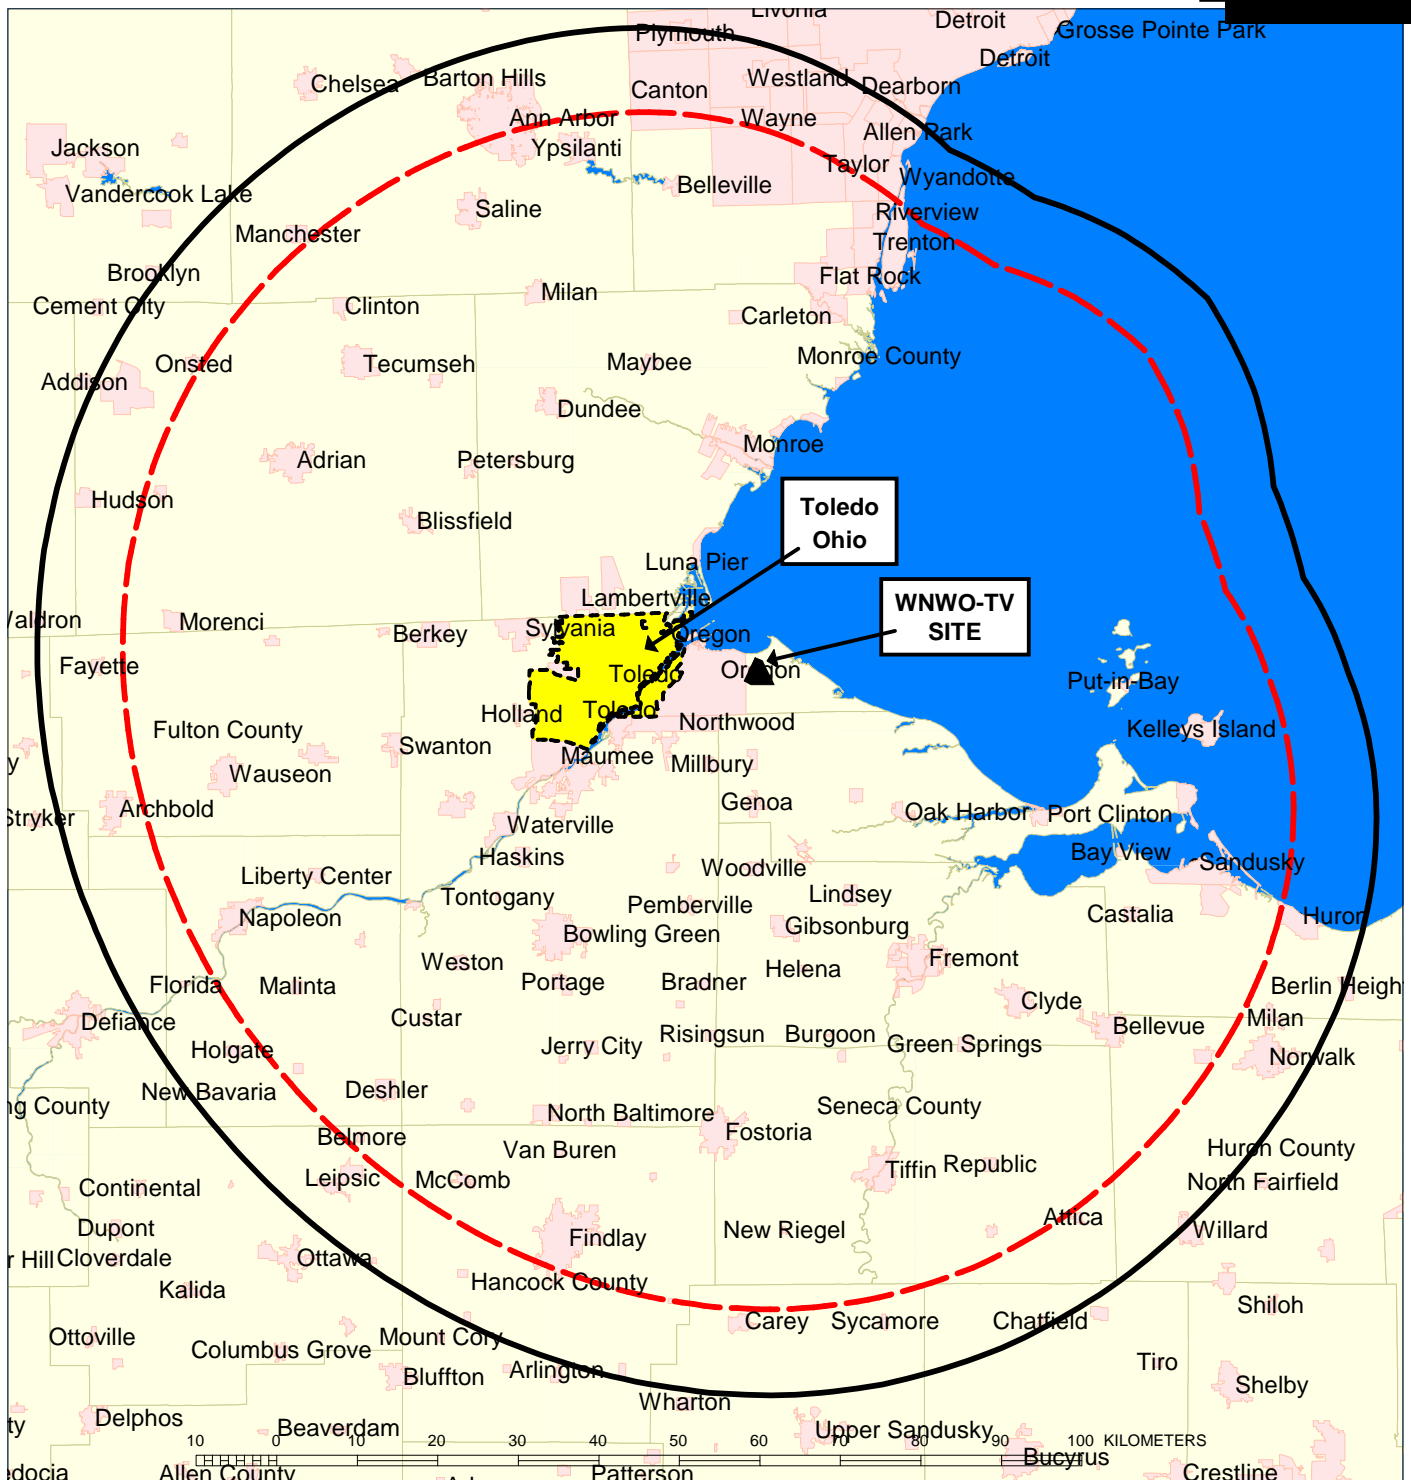 Livonia
Detroit
Plymouth
Grosse Pointe Park
Detroit
Chelsea
Barton Hills
Westland
Dearborn
Canton
Ann Arbor
Wayne
Allen Park
Jackson
Ypsilanti
Taylor
Wyandotte
Vandercook Lake
Belleville
Saline
Riverview
Manchester
Trenton
Brooklyn
Flat Rock
Cement City
Clinton
Milan
Carleton
Onsted
Tecumseh
Maybee
Monroe County
Addison
Dundee
Monroe
Adrian
Petersburg
Hudson
Toledo
Ohio
Blissfield
Luna Pier
Lambertville
WNWO-TV
SITE
Waldron
Morenci
Berkey
Sylvania
Oregon
Fayette
Toledo
Oregon
Put-in-Bay
Holland
Toledo
Northwood
Kelleys Island
Fulton County
Swanton
Maumee
Millbury
y
Wauseon
Stryker
Archbold
Genoa
Oak Harbor
Port Clinton
Waterville
Haskins
Woodville
Bay View
Sandusky
Liberty Center
Tontogany
Pemberville
Lindsey
Castalia
Huron
Napoleon
Bowling Green
Gibsonburg
Weston
Fremont
Florida
Malinta
Portage
Bradner
Helena
Berlin Heigh
Clyde
Defiance
Custar
Risingsun
Burgoon
Bellevue
Milan
Holgate
Jerry City
Green Springs
Norwalk
New Bavaria
Deshler
ng County
North Baltimore
Seneca County
Belmore
Fostoria
Van Buren
Huron County
Continental
Leipsic
McComb
Tiffin
Republic
North Fairfield
Dupont
New Riegel
Attica
Willard
r Hill
Cloverdale
Ottawa
Findlay
Kalida
Hancock County
Shiloh
Ottoville
Columbus Grove
Mount Cory
Carey
Sycamore
Chatfield
Bluffton
Arlington
Tiro
Shelby
Wharton
ty
Delphos
Beaverdam
Upper Sandusky
10 0 10 20 30 40 50 60 70 80 90 100 KILOMETERS
Bucyrus
edocia
Allen County
Patterson
Crestline